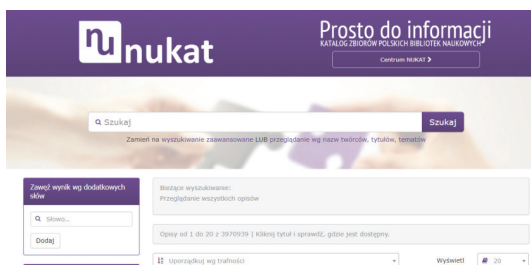 nu nukat
Prosto do informacji
KATALOG ZBIORÓW POLSKICH BIBLIOTEK NAUKOWYCH
Centrum NUKAT
Szukaj
Szukaj
Zamień na wyszukiwanie zaawansowane LUB przeglądanie wg nazw twórców, tytułów, tematów
Zawęź wynik wg dodatkowych
słów
Słowo...
Dodaj
Bieżące wyszukiwanie:
Przeglądanie wszystkich opisów
Opisy od 1 do 20 z 3970939 | Kliknij tytuł i sprawdź, gdzie jest dostępny.
Uporządkuj wg trafności
Wyświetl
20